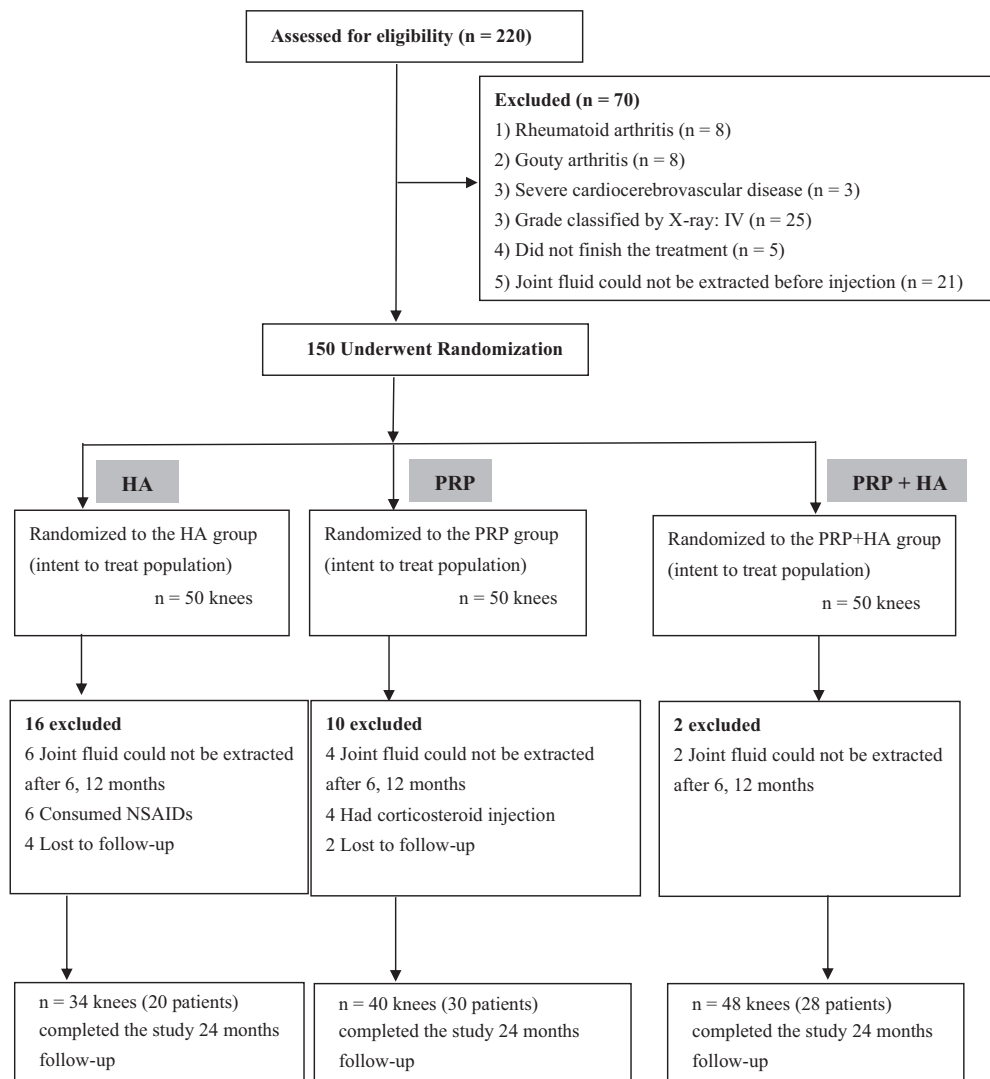 Assessed for eligibility (n = 220)
Excluded (n = 70)
1) Rheumatoid arthritis (n = 8)
2) Gouty arthritis (n = 8)
3) Severe cardiocerebrovascular disease (n = 3)
3) Grade classified by X-ray: IV (n = 25)
4) Did not finish the treatment (n = 5)
5) Joint fluid could not be extracted before injection (n = 21)
150 Underwent Randomization
HA
Randomized to the HA group
(intent to treat population)
n = 50 knees
PRP
Randomized to the PRP group
(intent to treat population)
n = 50 knees
PRP + HA
Randomized to the PRP+HA group
(intent to treat population)
n = 50 knees
16 excluded
6 Joint fluid could not be extracted
after 6, 12 months
6 Consumed NSAIDs
4 Lost to follow-up
10 excluded
4 Joint fluid could not be extracted
after 6, 12 months
4 Had corticosteroid injection
2 Lost to follow-up
2 excluded
2 Joint fluid could not be extracted
after 6, 12 months
n = 34 knees (20 patients)
completed the study 24 months
follow-up
n = 40 knees (30 patients)
completed the study 24 months
follow-up
n = 48 knees (28 patients)
completed the study 24 months
follow-up